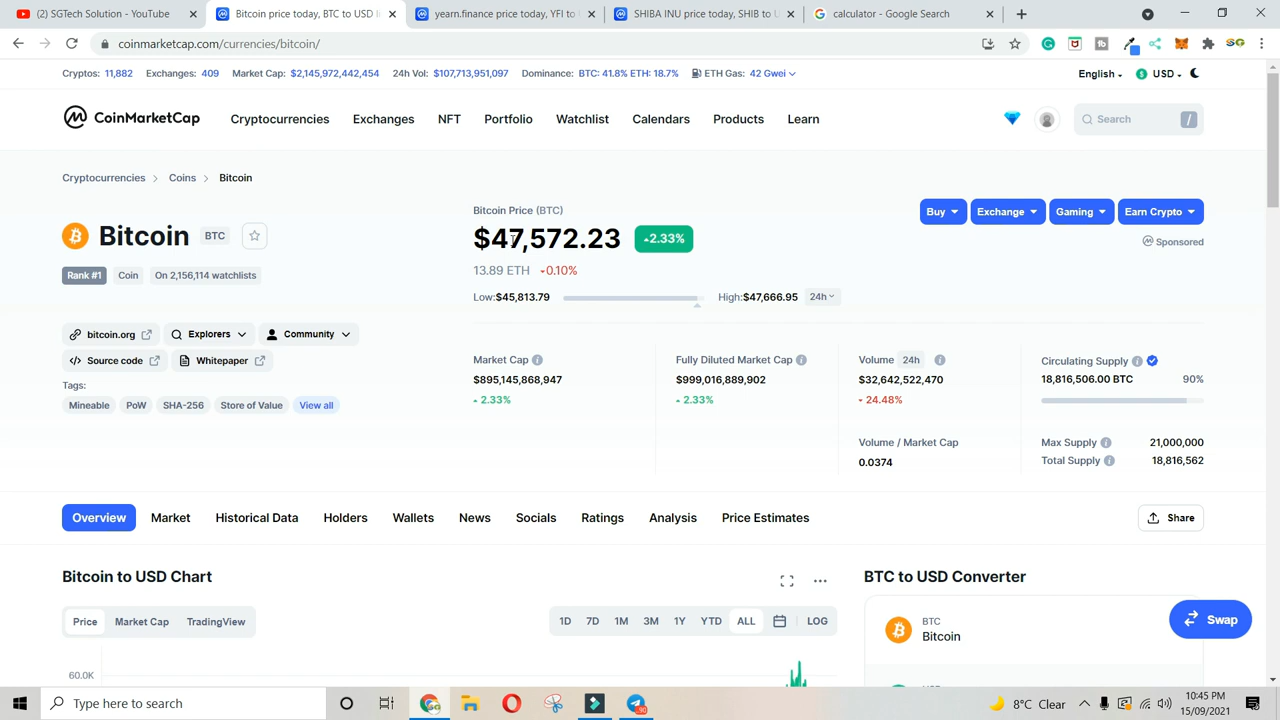 (2) SGTech Solution - YouTube
Bitcoin price today, BTC to USD l
yearn.finance price today, YFI to
SHIBA INU price today, SHIB to U
calculator - Google Search
coinmarketcap.com/currencies/bitcoin/
Cryptos: 11,882 Exchanges: 409 Market Cap: $2,145,972,442,454 24h Vol: $107,713,951,097 Dominance: BTC: 41.8% ETH: 18.7% ETH Gas: 42 Gwei
English USD
CoinMarketCap
Cryptocurrencies Exchanges NFT Portfolio Watchlist Calendars Products Learn
Search /
Cryptocurrencies > Coins > Bitcoin
Bitcoin BTC
Rank #1 Coin On 2,156,114 watchlists
bitcoin.org Explorers Community
Source code Whitepaper
Tags:
Mineable PoW SHA-256 Store of Value View all
Bitcoin Price (BTC)
$47,572.23 2.33%
13.89 ETH 0.10%
Low:$45,813.79 High:$47,666.95 24h
Buy Exchange Gaming Earn Crypto
Sponsored
Market Cap
$895,145,868,947
2.33%
Fully Diluted Market Cap
$999,016,889,902
2.33%
Volume 24h
$32,642,522,470
24.48%
Volume / Market Cap
0.0374
Circulating Supply
18,816,506.00 BTC 90%
Max Supply 21,000,000
Total Supply 18,816,562
Overview Market Historical Data Holders Wallets News Socials Ratings Analysis Price Estimates
Share
Bitcoin to USD Chart
Price Market Cap TradingView
1D 7D 1M 3M 1Y YTD ALL LOG
60.0K
BTC to USD Converter
BTC
Bitcoin
Swap
Type here to search
90
8°C Clear
10:45 PM
15/09/2021